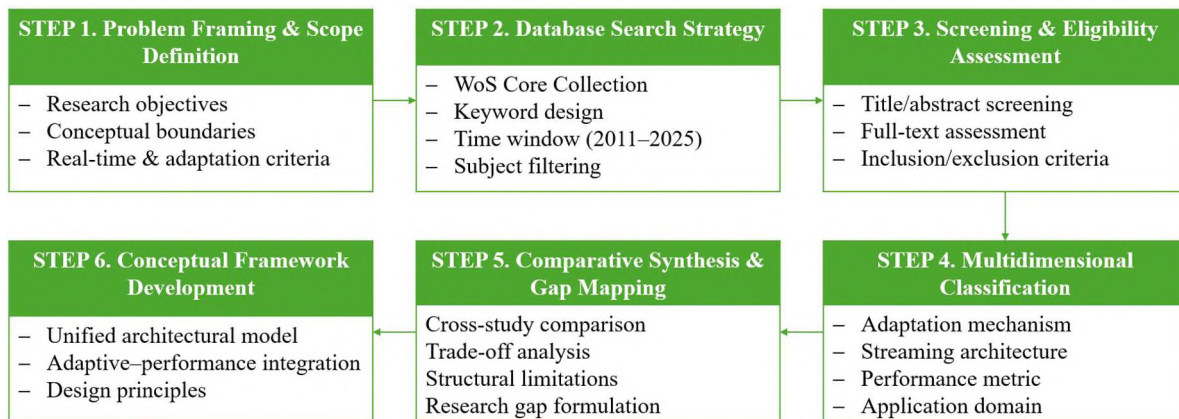 STEP 1. Problem Framing & Scope
Definition
– Research objectives
– Conceptual boundaries
– Real-time & adaptation criteria
STEP 2. Database Search Strategy
– WoS Core Collection
– Keyword design
– Time window (2011–2025)
– Subject filtering
STEP 3. Screening & Eligibility
Assessment
– Title/abstract screening
– Full-text assessment
– Inclusion/exclusion criteria
STEP 4. Multidimensional
Classification
– Adaptation mechanism
– Streaming architecture
– Performance metric
– Application domain
STEP 5. Comparative Synthesis &
Gap Mapping
Cross-study comparison
Trade-off analysis
Structural limitations
Research gap formulation
STEP 6. Conceptual Framework
Development
– Unified architectural model
– Adaptive–performance integration
– Design principles